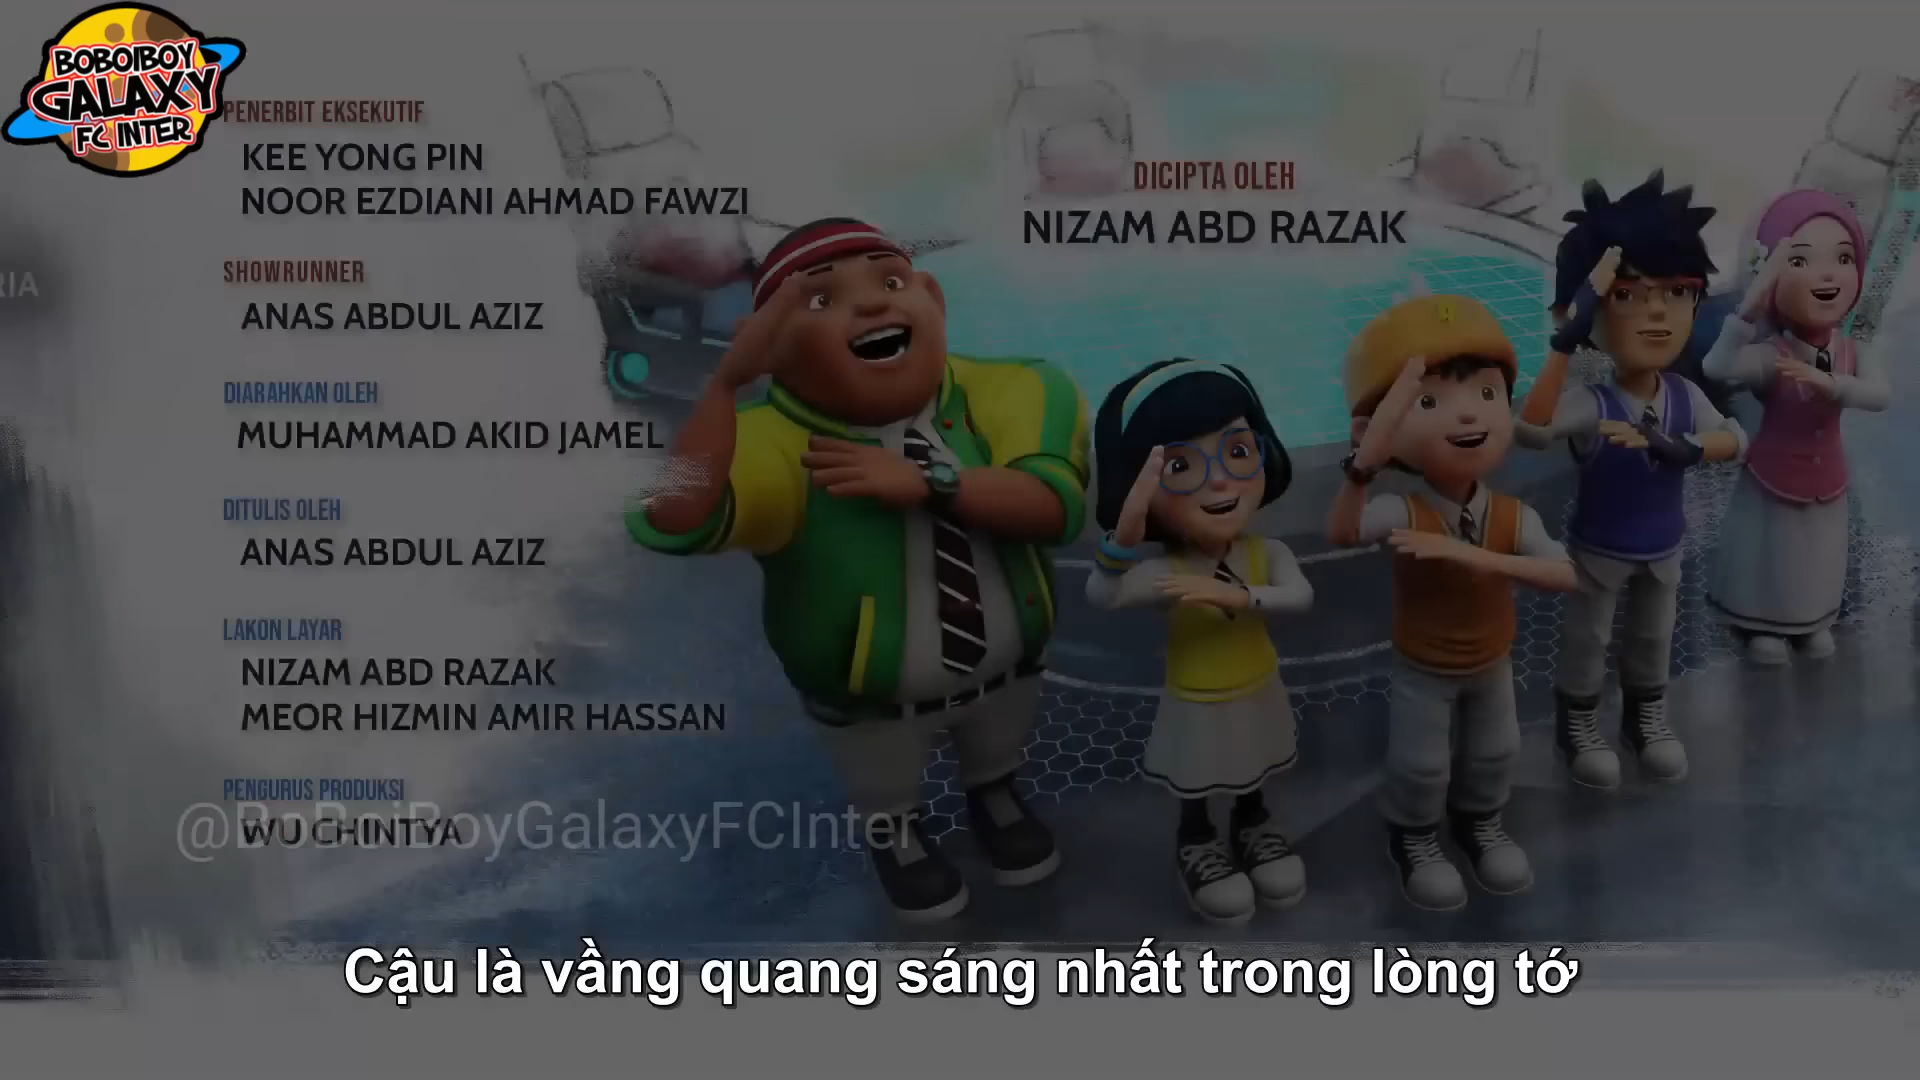 BOBOIBOY
GALAXY
FC INTER
PENERBIT EKSEKUTIF
KEE YONG PIN
NOOR EZDIANI AHMAD FAWZI
SHOWRUNNER
RIA
ANAS ABDUL AZIZ
DIARAHKAN OLEH
MUHAMMAD AKID JAMEL
DITULIS OLEH
ANAS ABDUL AZIZ
LAKON LAYAR
NIZAM ABD RAZAK
MEOR HIZMIN AMIR HASSAN
PENGURUS PRODUKSI
WU CHINTYA
@BoBoiBoyGalaxyFCInter
DICIPTA OLEH
NIZAM ABD RAZAK
Cậu là vầng quang sáng nhất trong lòng tớ